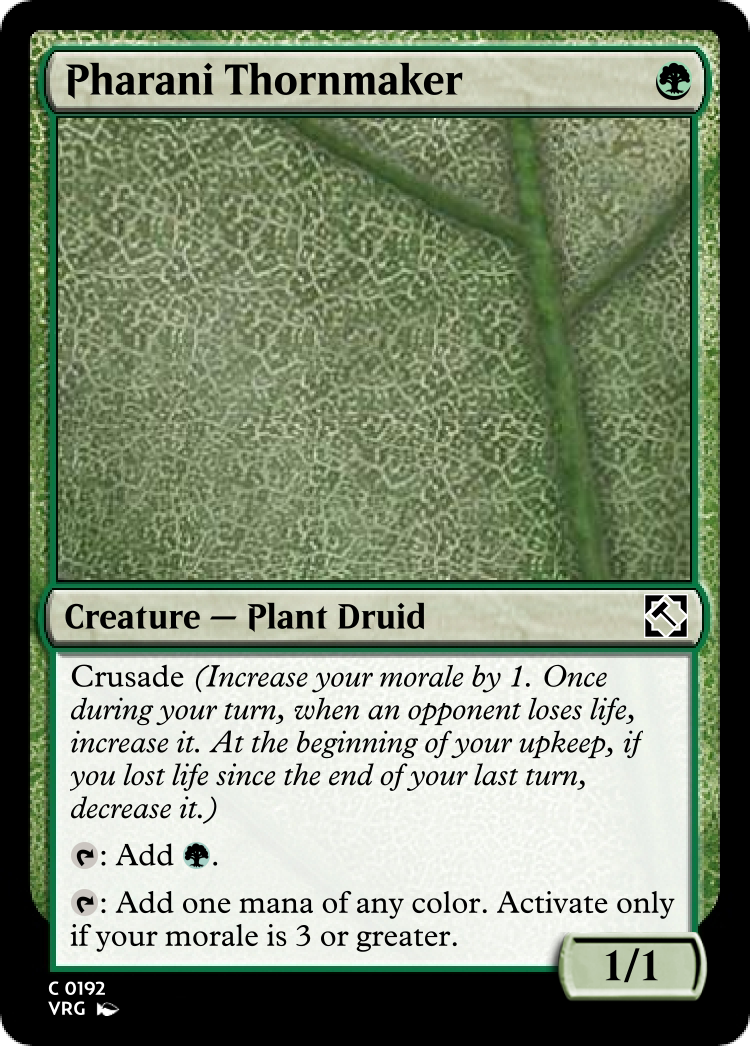 Pharani Thornmaker
Creature — Plant Druid
Crusade (Increase your morale by 1. Once
during your turn, when an opponent loses life,
increase it. At the beginning of your upkeep, if
you lost life since the end of your last turn,
decrease it.)
: Add .
: Add one mana of any color. Activate only
if your morale is 3 or greater.
1/1
C 0192
VRG